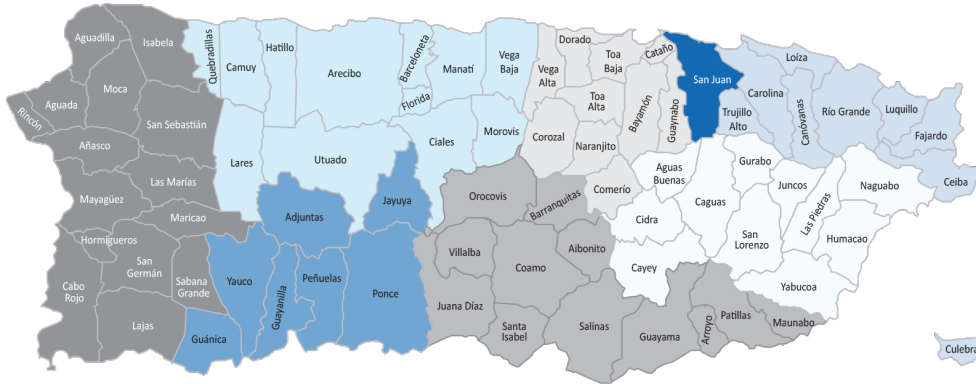 Aguadilla
Isabela
Quebradillas
Camuy
Hatillo
Arecibo
Barceloneta
Florida
Manatí
Vega
Baja
Vega
Alta
Dorado
Toa
Baja
Toa
Alta
Cataño
Bayamón
Guaynabo
San Juan
Trujillo
Alto
Carolina
Loíza
Canóvanas
Río Grande
Luquillo
Fajardo
Ceiba
Moca
Aguada
Rincón
San Sebastián
Añasco
Lares
Utuado
Ciales
Morovis
Corozal
Naranjito
Comerío
Aguas
Buenas
Gurabo
Juncos
Las Piedras
Naguabo
Las Marías
Mayagüez
Maricao
Adjuntas
Jayuya
Orocovis
Barranquitas
Cidra
Caguas
San
Lorenzo
Humacao
Hormigueros
San
Germán
Sabana
Grande
Yauco
Guayanilla
Peñuelas
Ponce
Villalba
Coamo
Aibonito
Cayey
Yabucoa
Cabo
Rojo
Lajas
Guánica
Juana Díaz
Santa
Isabel
Salinas
Guayama
Arroyo
Patillas
Maunabo
Culebra